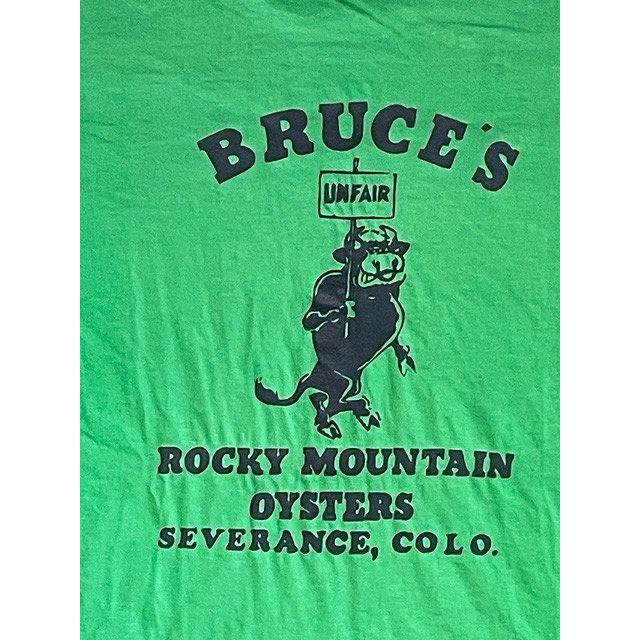 BRUCE'S
UNFAIR
ROCKY MOUNTAIN
OYSTERS
SEVERANCE, COLO.